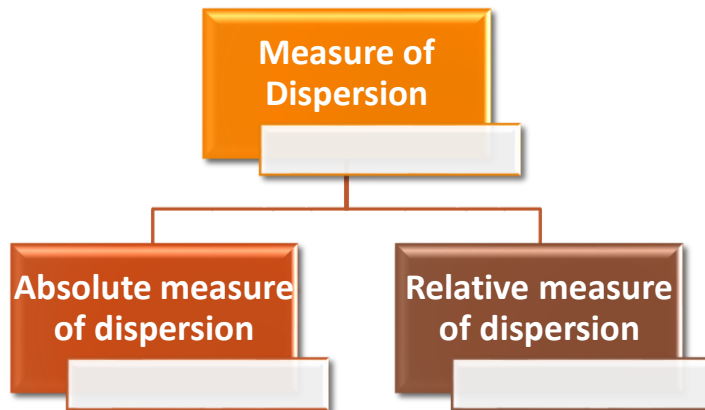 Measure of
Dispersion
Absolute measure
of dispersion
Relative measure
of dispersion